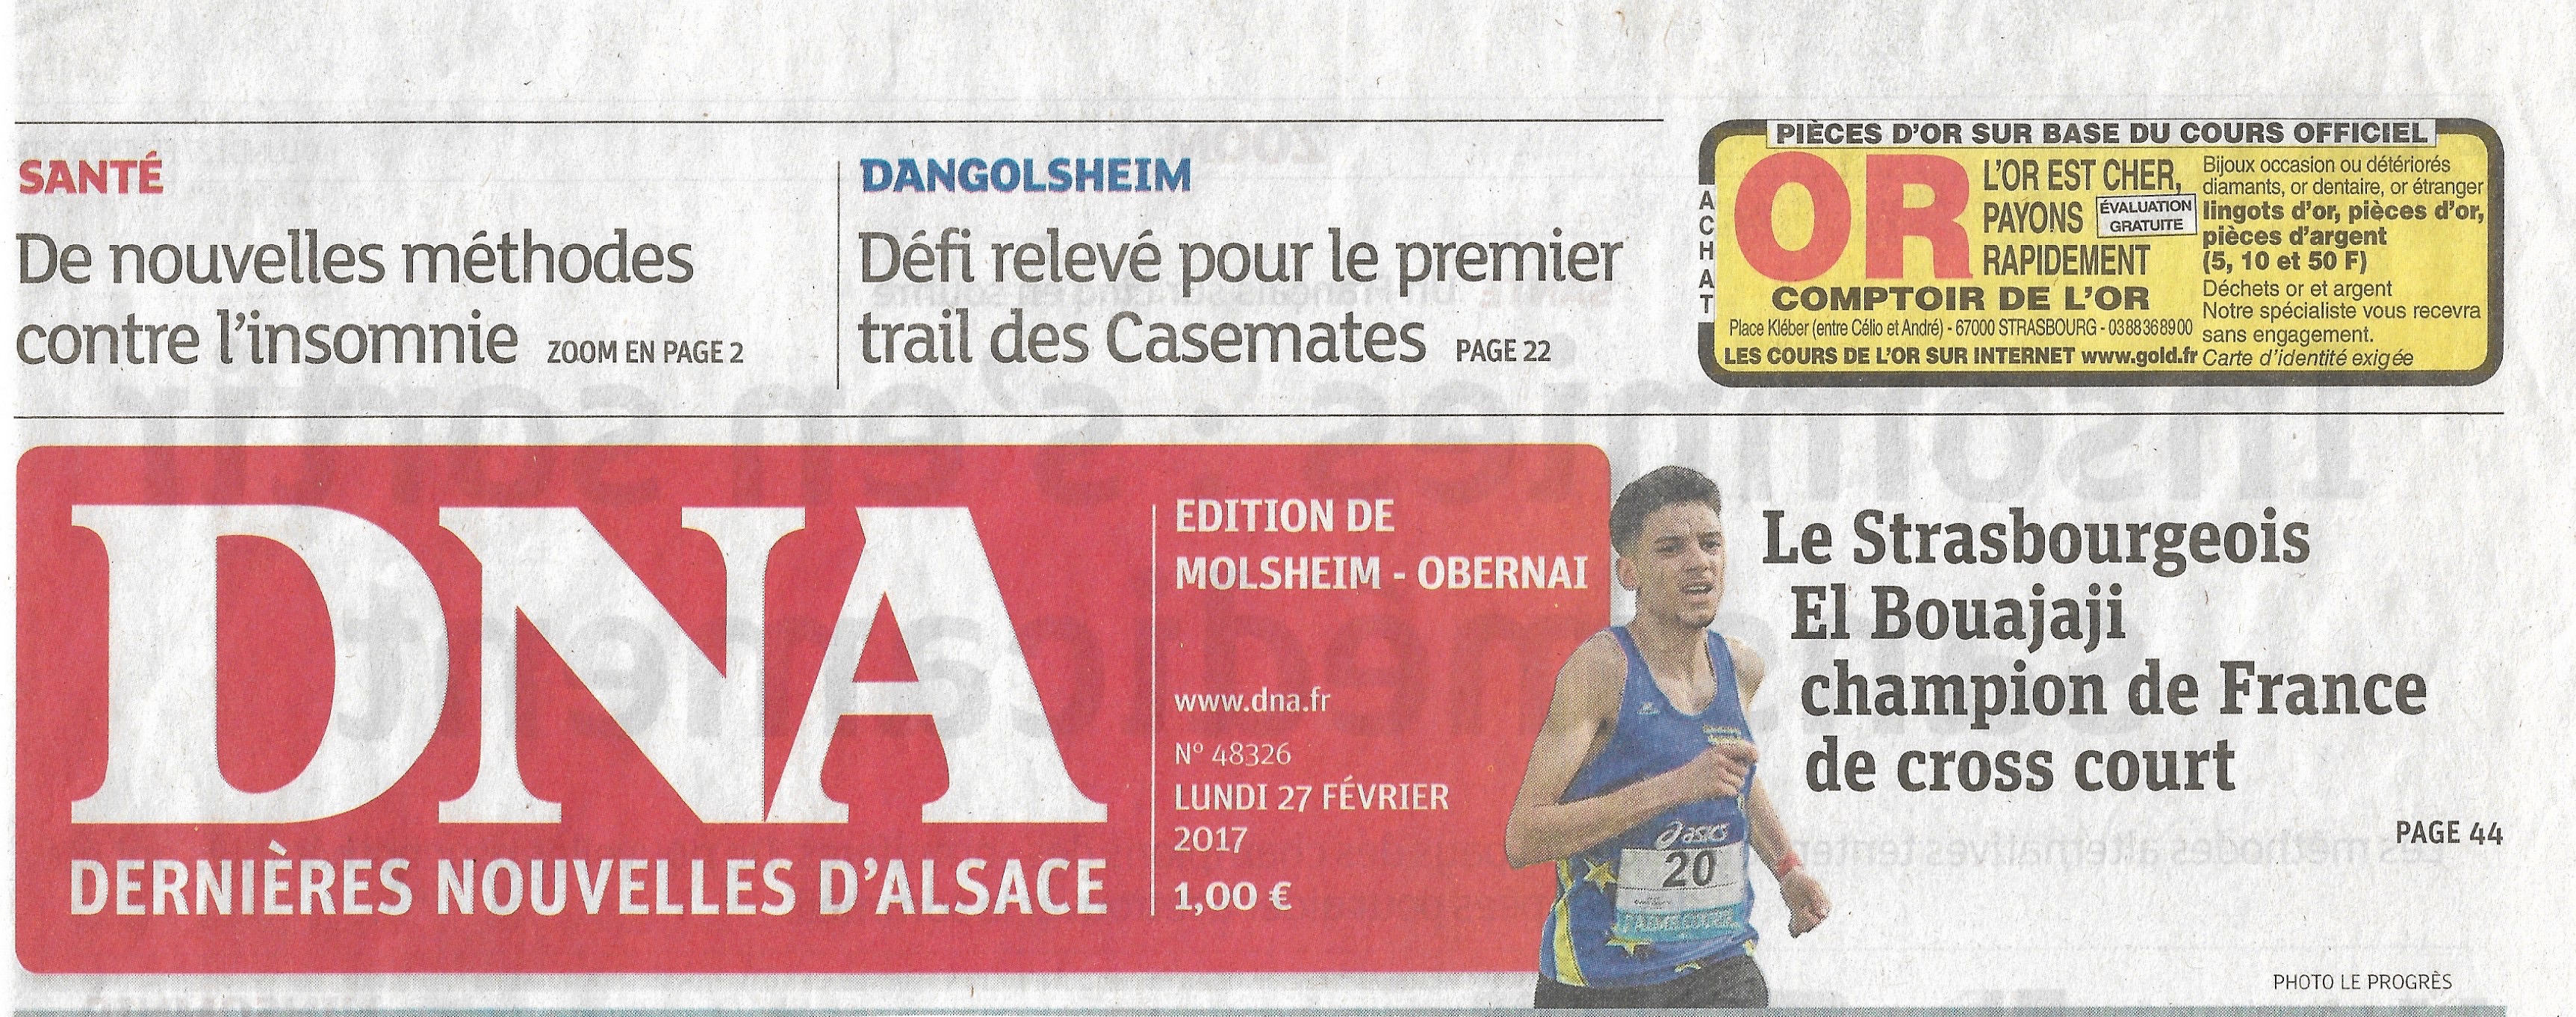 SANTÉ
De nouvelles méthodes
contre l'insomnie ZOOM EN PAGE 2
DANGOLSHEIM
Défi relevé pour le premier
trail des Casemates PAGE 22
PIÈCES D'OR SUR BASE DU COURS OFFICIEL
ACHAT
OR
L'OR EST CHER,
PAYONS
RAPIDEMENT
ÉVALUATION
GRATUITE
COMPTOIR DE L'OR
Place Kléber (entre Célio et André) - 67000 STRASBOURG - 0388368900
LES COURS DE L'OR SUR INTERNET www.gold.fr
Bijoux occasion ou détériorés
diamants, or dentaire, or étranger
lingots d'or, pièces d'or,
pièces d'argent
(5, 10 et 50 F)
Déchets or et argent
Notre spécialiste vous recevra
sans engagement.
Carte d'identité exigée
DNA
DERNIÈRES NOUVELLES D'ALSACE
EDITION DE
MOLSHEIM - OBERNAI
www.dna.fr
Nº 48326
LUNDI 27 FÉVRIER
2017
1,00 €
asics
20
Le Strasbourgeois
El Bouajaji
champion de France
de cross court
PAGE 44
PHOTO LE PROGRÈS